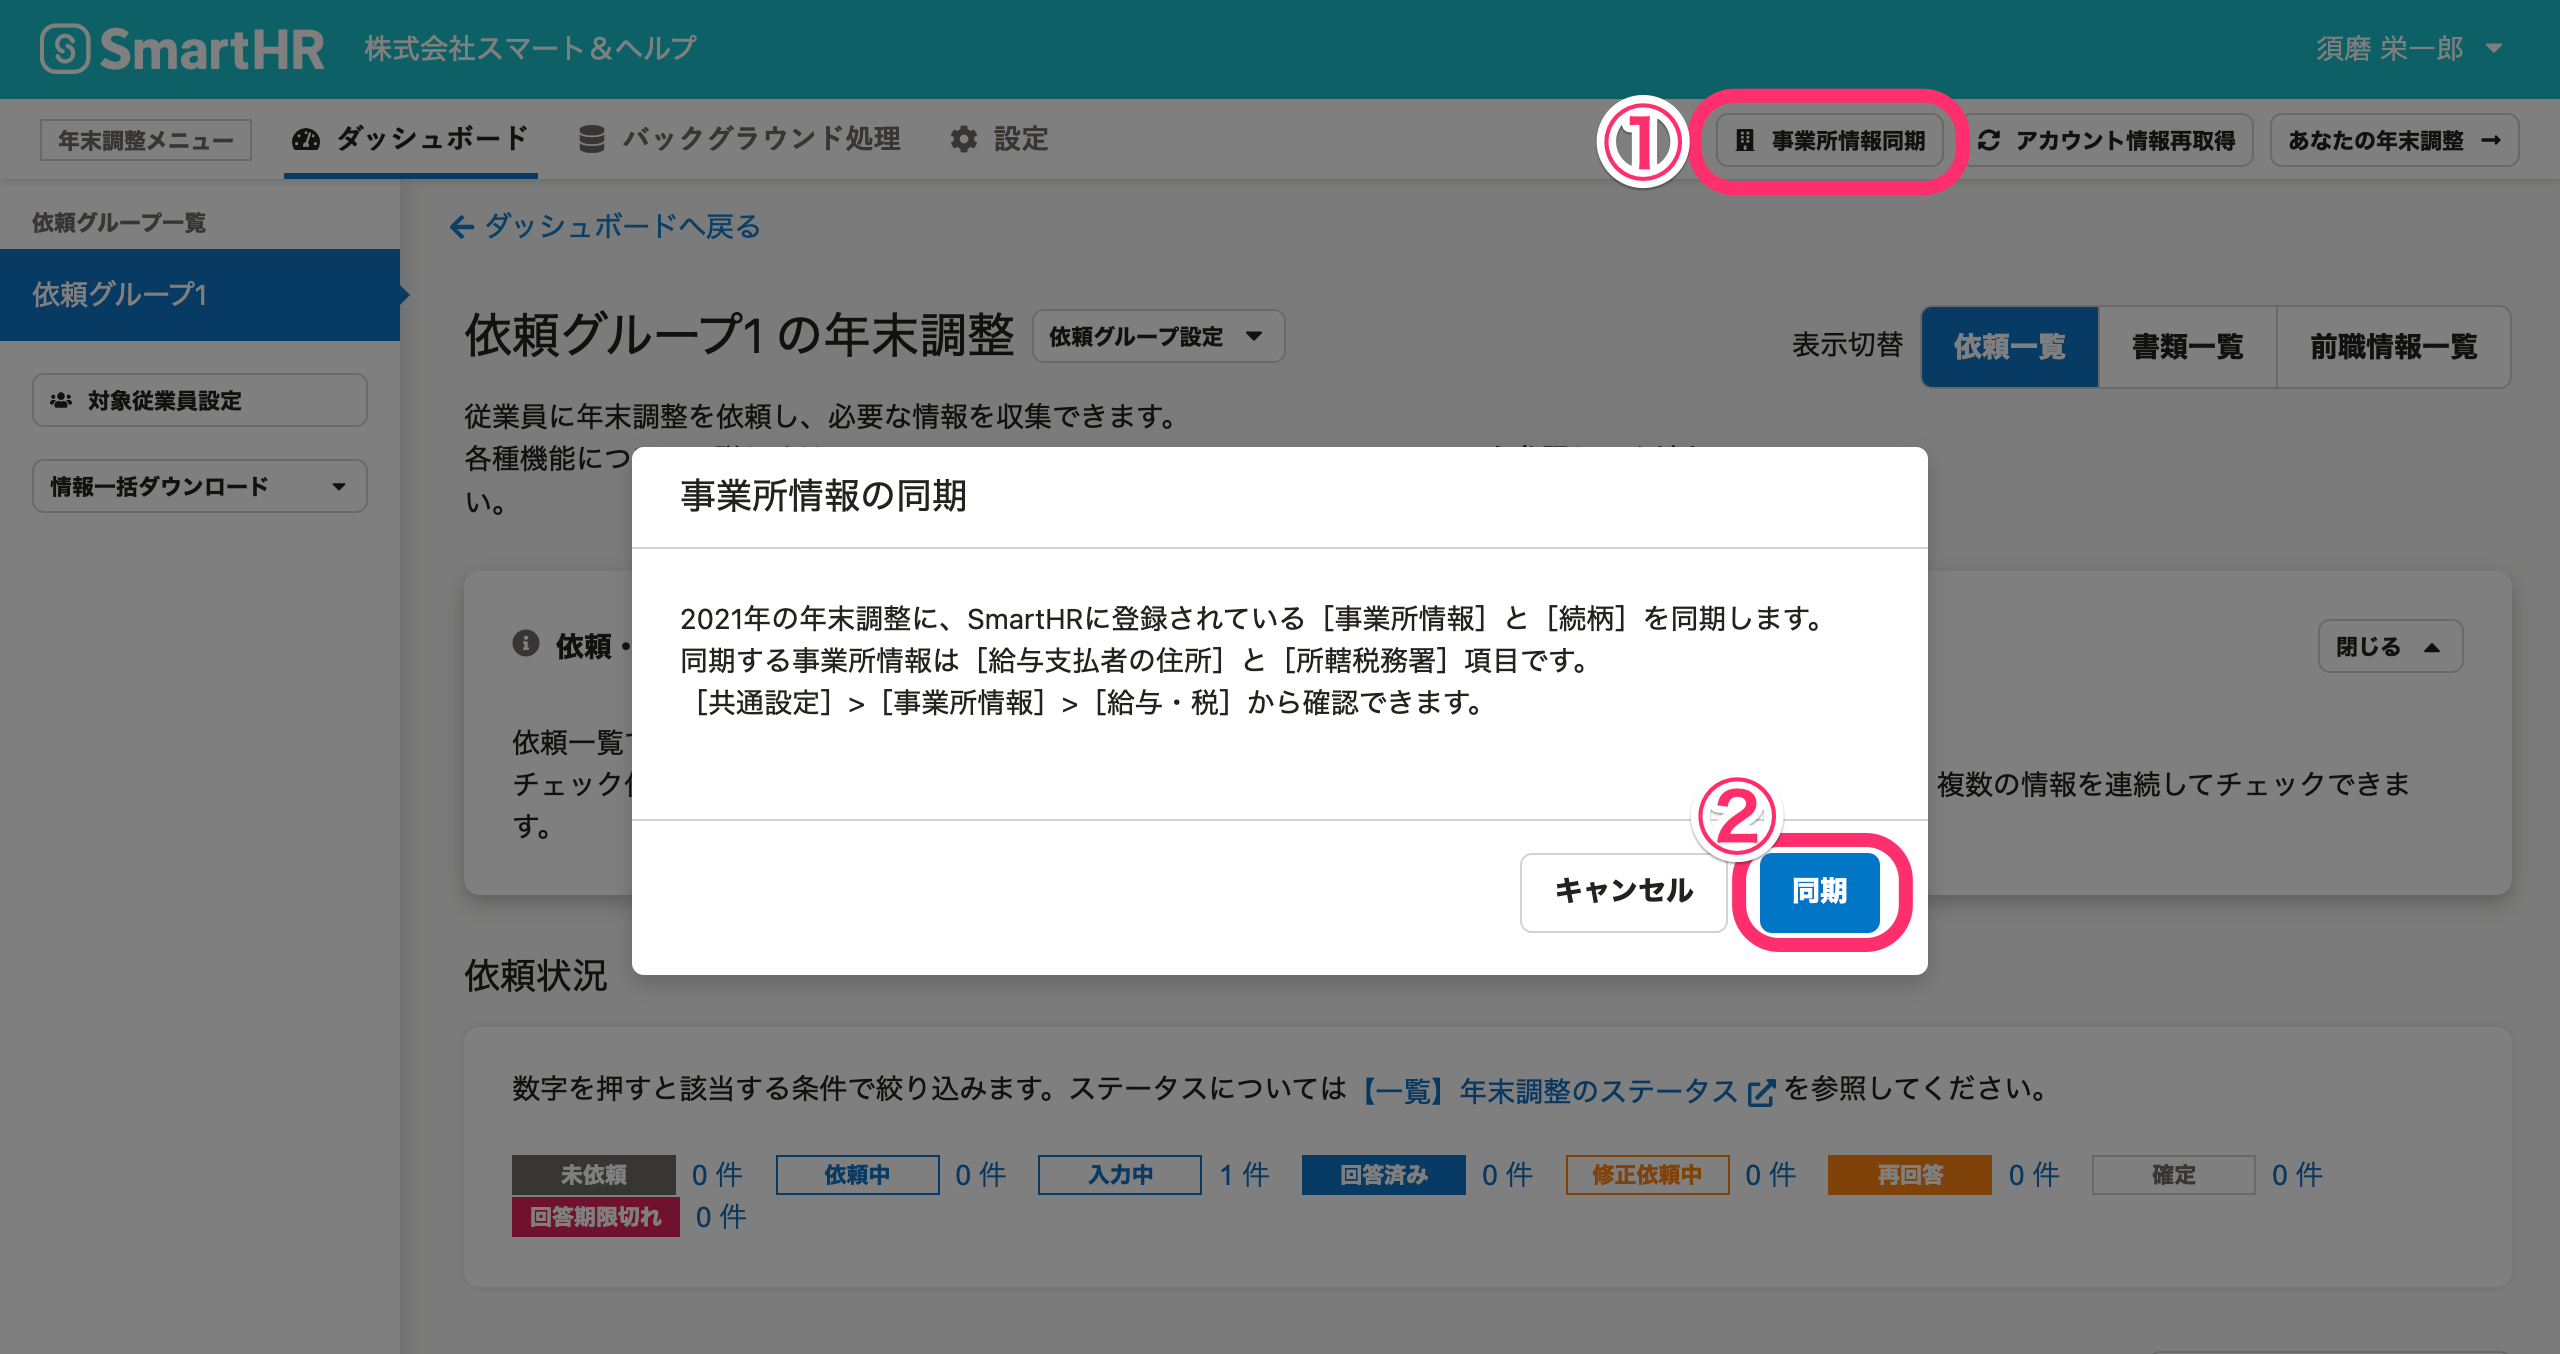 SmartHR 株式会社スマート＆ヘルプ 須磨 栄一郎
年末調整メニュー ダッシュボード バックグラウンド処理 設定 ① 事業所情報同期 アカウント情報再取得 あなたの年末調整 →
依頼グループ一覧
依頼グループ1
対象従業員設定
情報一括ダウンロード
← ダッシュボードへ戻る
依頼グループ1 の年末調整 依頼グループ設定 表示切替 依頼一覧 書類一覧 前職情報一覧
従業員に年末調整を依頼し、必要な情報を収集できます。
各種機能につ
い。
依頼・ 閉じる
依頼一覧
チェック 複数の情報を連続してチェックできま
す。
事業所情報の同期
2021年の年末調整に、SmartHRに登録されている［事業所情報］と［続柄］を同期します。
同期する事業所情報は［給与支払者の住所］と［所轄税務署］項目です。
［共通設定］>［事業所情報］>［給与・税］から確認できます。
②
キャンセル 同期
依頼状況
数字を押すと該当する条件で絞り込みます。ステータスについては【一覧】年末調整のステータス を参照してください。
未依頼 0 件 依頼中 0 件 入力中 1 件 回答済み 0 件 修正依頼中 0 件 再回答 0 件 確定 0 件
回答期限切れ 0 件